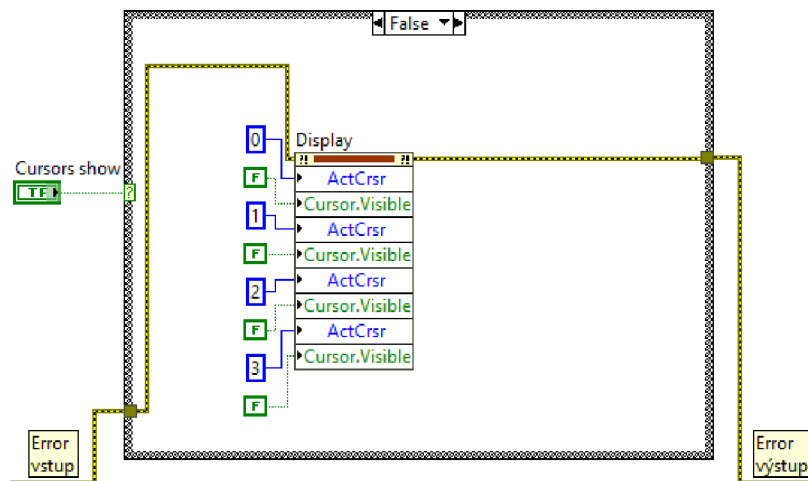 False
Cursors show
TF
?
Display
?! ?!
0
ActCrsr
F
Cursor.Visible
1
ActCrsr
F
Cursor.Visible
2
ActCrsr
F
Cursor.Visible
3
ActCrsr
F
Cursor.Visible
Error
vstup
Error
výstup